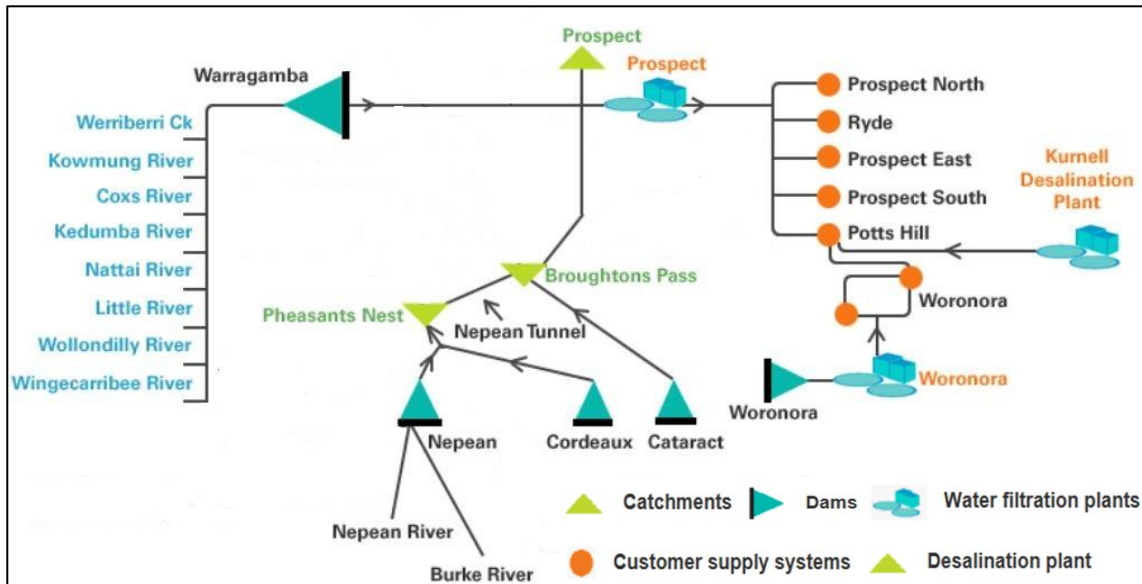 Prospect
Warragamba
Prospect
Werriberri Ck
Kowmung River
Coxs River
Kedumba River
Nattai River
Little River
Wollondilly River
Wingecarribee River
Prospect North
Ryde
Prospect East
Prospect South
Potts Hill
Kurnell
Desalination
Plant
Broughtons Pass
Pheasants Nest
Nepean Tunnel
Woronora
Woronora
Woronora
Nepean
Cordeaux
Cataract
Nepean River
Burke River
Catchments
Dams
Water filtration plants
Customer supply systems
Desalination plant